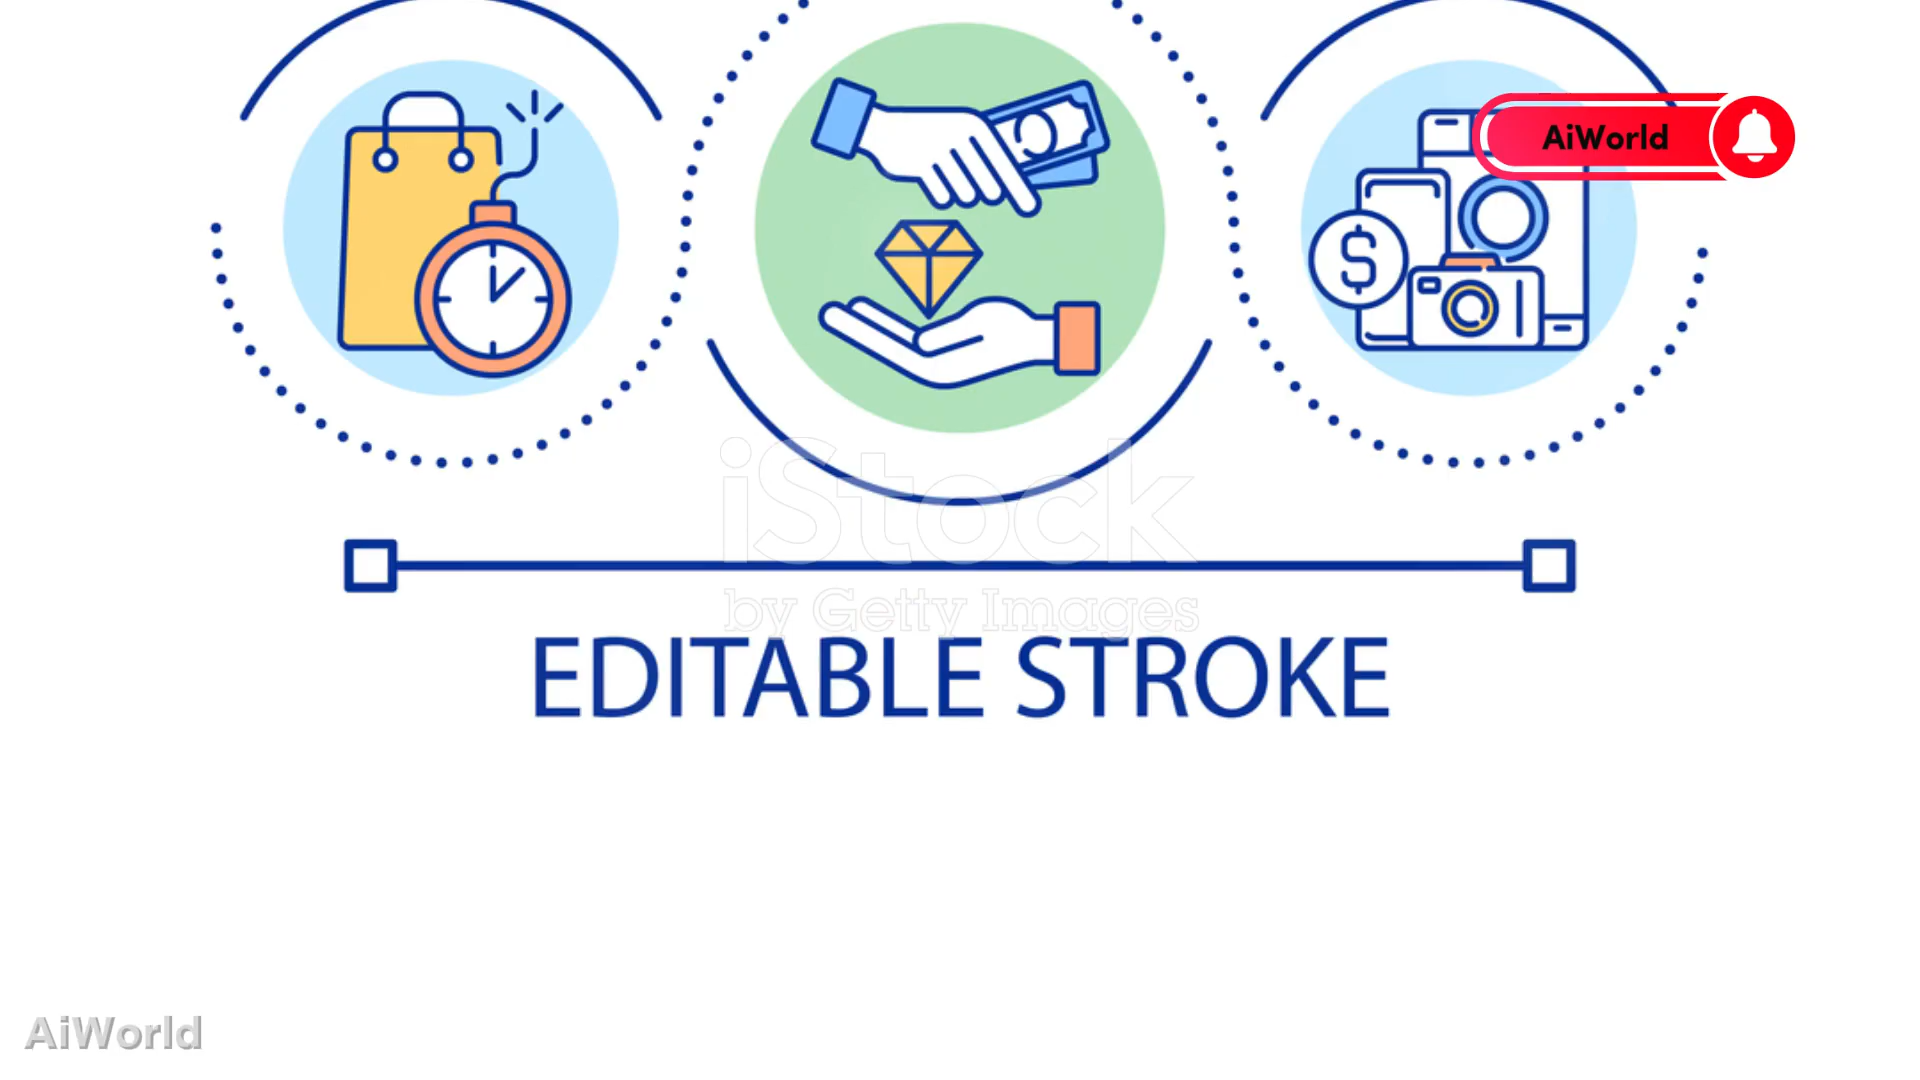 AiWorld
$
iStock
by Getty Images
EDITABLE STROKE
AiWorld